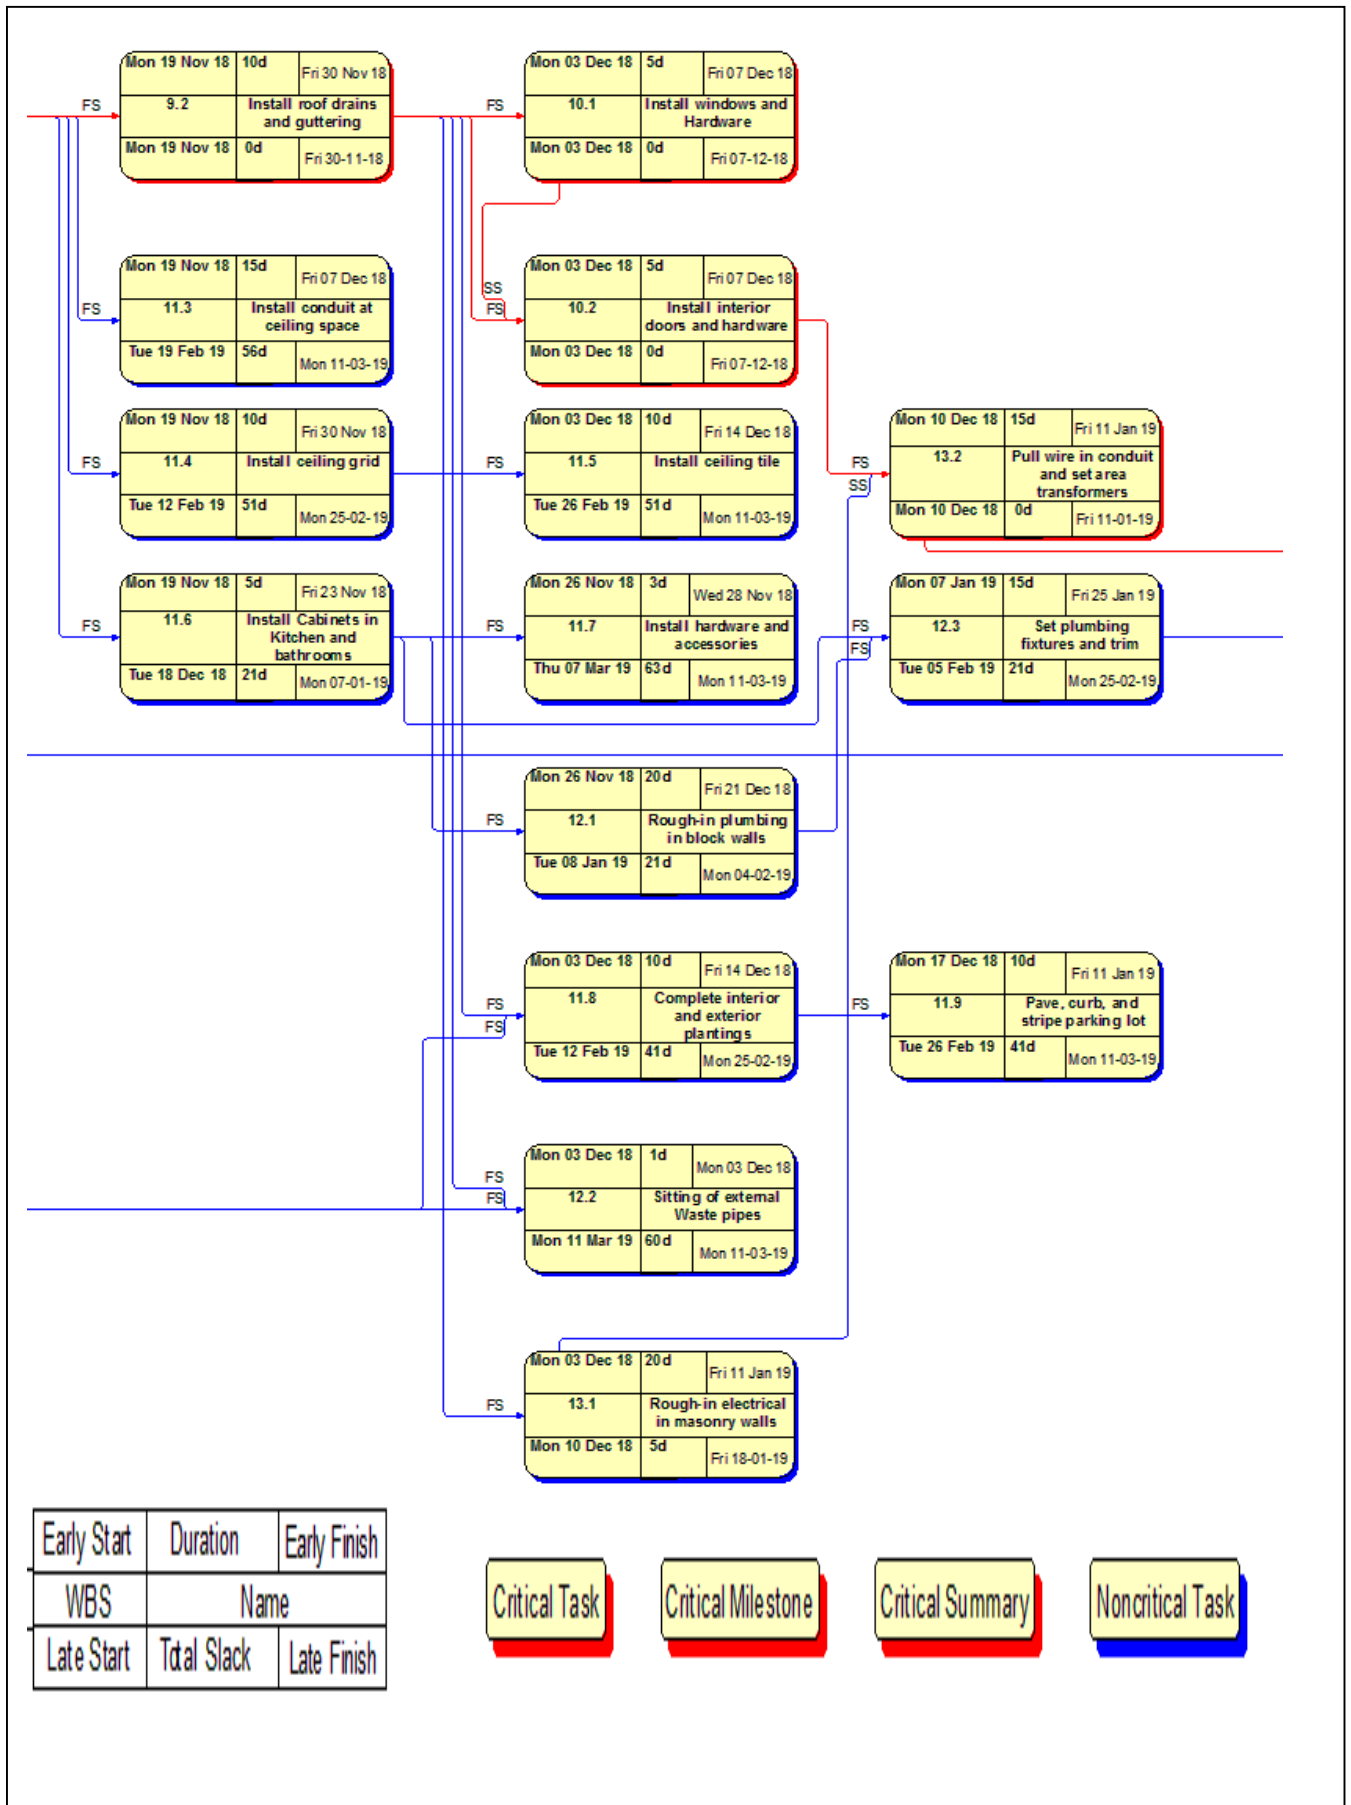 Mon 19 Nov 18 10d Fri 30 Nov 18
FS 9.2 Install roof drains
and guttering
Mon 19 Nov 18 0d Fri 30-11-18
Mon 03 Dec 18 5d Fri 07 Dec 18
FS 10.1 Install windows and
Hardware
Mon 03 Dec 18 0d Fri 07-12-18
Mon 19 Nov 18 15d Fri 07 Dec 18
FS 11.3 Install conduit at
ceiling space
Tue 19 Feb 19 56d Mon 11-03-19
Mon 03 Dec 18 5d Fri 07 Dec 18
SS
FS 10.2 Install interior
doors and hardware
Mon 03 Dec 18 0d Fri 07-12-18
Mon 19 Nov 18 10d Fri 30 Nov 18
FS 11.4 Install ceiling grid
Tue 12 Feb 19 51d Mon 25-02-19
Mon 03 Dec 18 10d Fri 14 Dec 18
FS 11.5 Install ceiling tile
Tue 26 Feb 19 51d Mon 11-03-19
Mon 10 Dec 18 15d Fri 11 Jan 19
FS 13.2 Pull wire in conduit
SS and set area
transformers
Mon 10 Dec 18 0d Fri 11-01-19
Mon 19 Nov 18 5d Fri 23 Nov 18
FS 11.6 Install Cabinets in
Kitchen and
bathrooms
Tue 18 Dec 18 21d Mon 07-01-19
Mon 26 Nov 18 3d Wed 28 Nov 18
FS 11.7 Install hardware and
accessories
Thu 07 Mar 19 63d Mon 11-03-19
Mon 07 Jan 19 15d Fri 25 Jan 19
FS 12.3 Set plumbing
FS fixtures and trim
Tue 05 Feb 19 21d Mon 25-02-19
Mon 26 Nov 18 20d Fri 21 Dec 18
FS 12.1 Rough-in plumbing
in block walls
Tue 08 Jan 19 21d Mon 04-02-19
Mon 03 Dec 18 10d Fri 14 Dec 18
FS 11.8 Complete interior
FS and exterior
plantings
Tue 12 Feb 19 41d Mon 25-02-19
Mon 17 Dec 18 10d Fri 11 Jan 19
FS 11.9 Pave, curb, and
stripe parking lot
Tue 26 Feb 19 41d Mon 11-03-19
Mon 03 Dec 18 1d Mon 03 Dec 18
FS
FS 12.2 Sitting of external
Waste pipes
Mon 11 Mar 19 60d Mon 11-03-19
Mon 03 Dec 18 20d Fri 11 Jan 19
FS 13.1 Rough-in electrical
in masonry walls
Mon 10 Dec 18 5d Fri 18-01-19
Early Start Duration Early Finish
WBS Name
Late Start Total Slack Late Finish
Critical Task Critical Milestone Critical Summary Noncritical Task